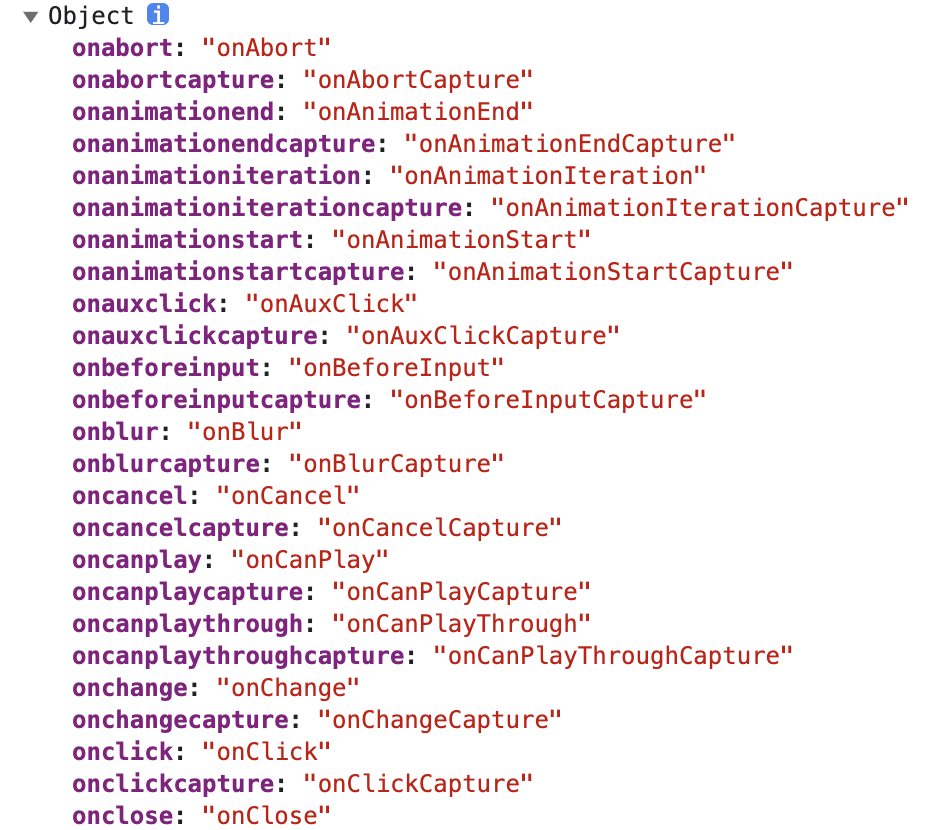 ▼ Object i
onabort: "onAbort"
onabortcapture: "onAbortCapture"
onanimationend: "onAnimationEnd"
onanimationendcapture: "onAnimationEndCapture"
onanimationiteration: "onAnimationIteration"
onanimationiterationcapture: "onAnimationIterationCapture"
onanimationstart: "onAnimationStart"
onanimationstartcapture: "onAnimationStartCapture"
onauxclick: "onAuxClick"
onauxclickcapture: "onAuxClickCapture"
onbeforeinput: "onBeforeInput"
onbeforeinputcapture: "onBeforeInputCapture"
onblur: "onBlur"
onblurcapture: "onBlurCapture"
oncancel: "onCancel"
oncancelcapture: "onCancelCapture"
oncanplay: "onCanPlay"
oncanplaycapture: "onCanPlayCapture"
oncanplaythrough: "onCanPlayThrough"
oncanplaythroughcapture: "onCanPlayThroughCapture"
onchange: "onChange"
onchangecapture: "onChangeCapture"
onclick: "onClick"
onclickcapture: "onClickCapture"
onclose: "onClose"